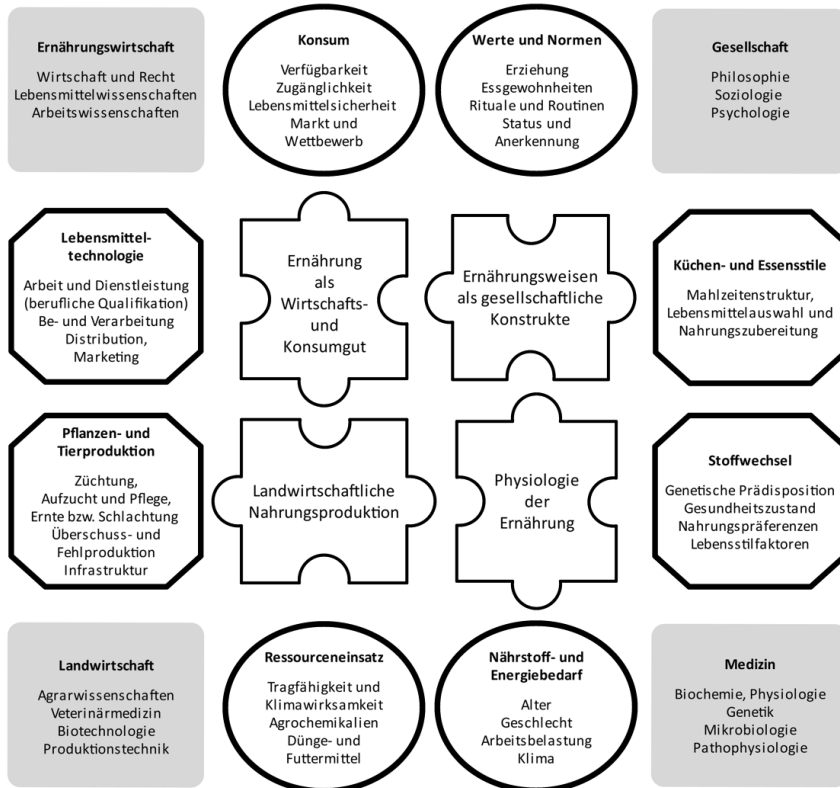 Ernährungswirtschaft
Wirtschaft und Recht
Lebensmittelwissenschaften
Arbeitswissenschaften
Konsum
Verfügbarkeit
Zugänglichkeit
Lebensmittelsicherheit
Markt und
Wettbewerb
Werte und Normen
Erziehung
Essgewohnheiten
Rituale und Routinen
Status und
Anerkennung
Gesellschaft
Philosophie
Soziologie
Psychologie
Lebensmittel-
technologie
Arbeit und Dienstleistung
(berufliche Qualifikation)
Be- und Verarbeitung
Distribution,
Marketing
Ernährung
als
Wirtschafts-
und
Konsumgut
Ernährungsweisen
als gesellschaftliche
Konstrukte
Küchen- und Essensstile
Mahlzeitenstruktur,
Lebensmittelauswahl und
Nahrungszubereitung
Pflanzen- und
Tierproduktion
Züchtung,
Aufzucht und Pflege,
Ernte bzw. Schlachtung
Überschuss- und
Fehlproduktion
Infrastruktur
Landwirtschaftliche
Nahrungsproduktion
Physiologie
der
Ernährung
Stoffwechsel
Genetische Prädisposition
Gesundheitszustand
Nahrungspräferenzen
Lebensstilfaktoren
Landwirtschaft
Agrarwissenschaften
Veterinärmedizin
Biotechnologie
Produktionstechnik
Ressourceneinsatz
Tragfähigkeit und
Klimawirksamkeit
Agrochemikalien
Dünge- und
Futtermittel
Nährstoff- und
Energiebedarf
Alter
Geschlecht
Arbeitsbelastung
Klima
Medizin
Biochemie, Physiologie
Genetik
Mikrobiologie
Pathophysiologie